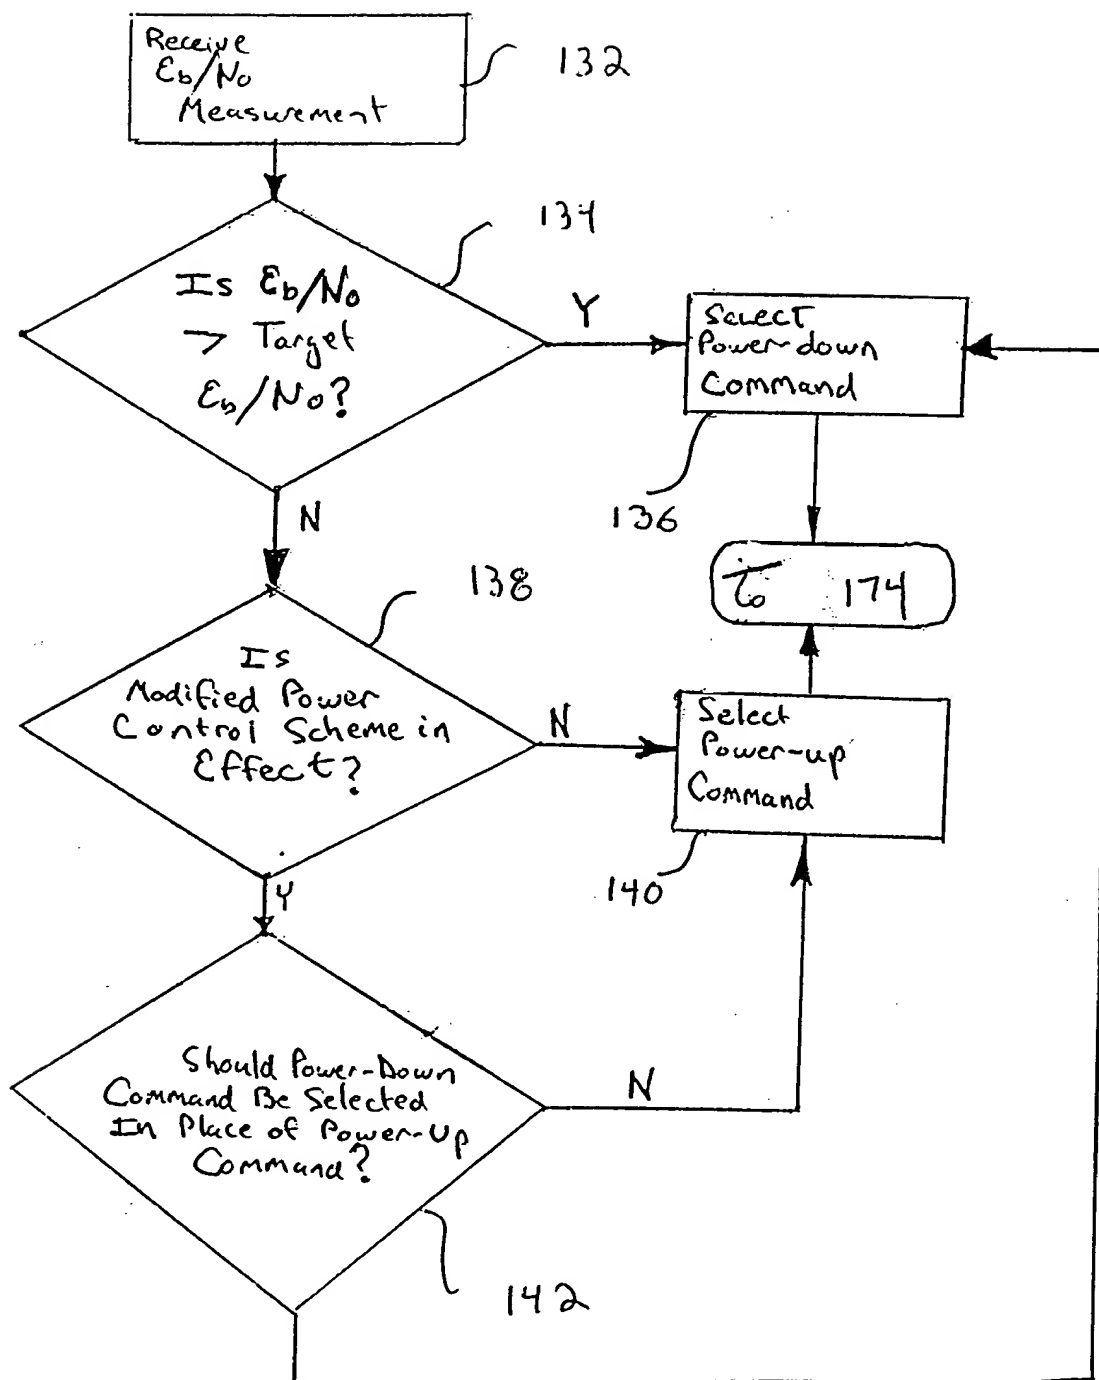 Receive
Eb/No
Measurement
132
134
Is Eb/No
> Target
Eb/No?
Y
Select
Power-down
Command
136
N
To 174
138
Is
Modified Power
Control Scheme in
Effect?
N
Select
Power-up
Command
140
Y
Should Power-Down
Command Be Selected
In Place of Power-Up
Command?
N
142